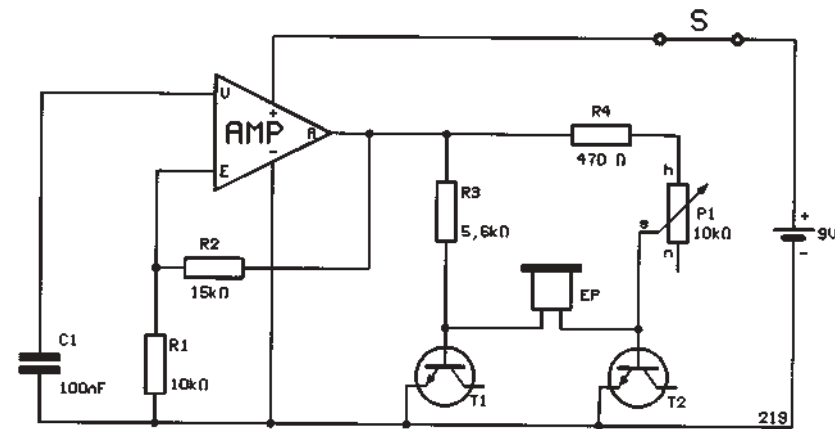 S
V
+
AMP
A
-
E
R4
470 Ω
h
R3
5,6kΩ
P1
10kΩ
s
n
+
9V
-
R2
15kΩ
EP
C1
100nF
R1
10kΩ
T1
T2
219